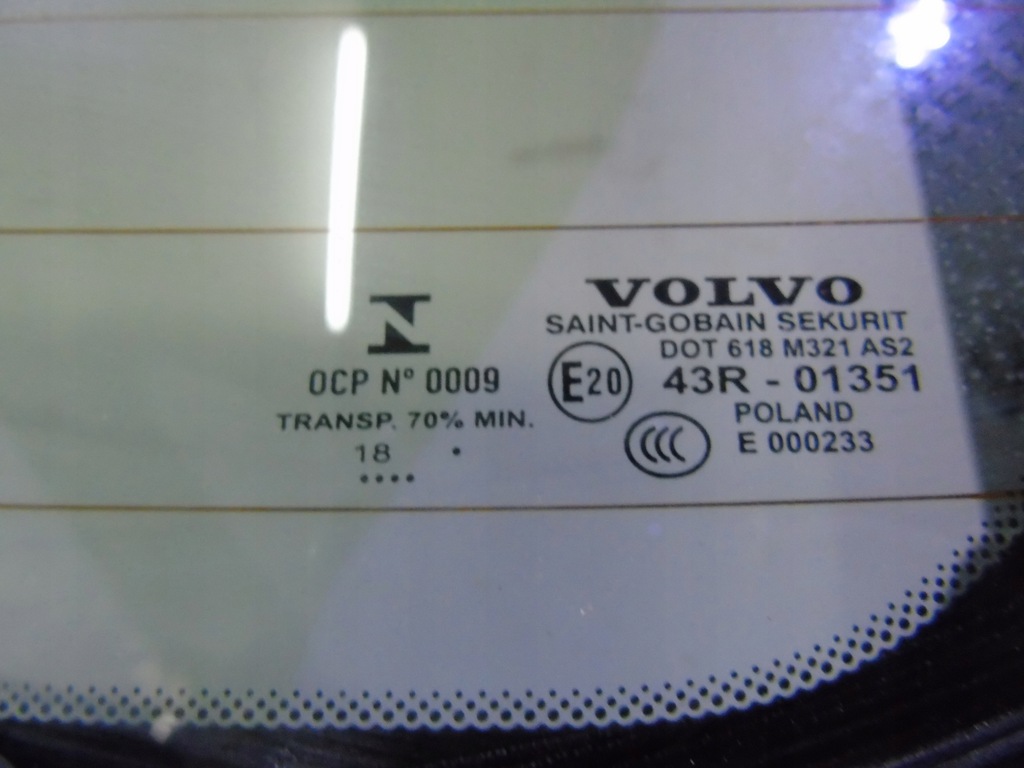 OCP Nº 0009
TRANSP. 70% MIN.
18
VOLVO
SAINT-GOBAIN SEKURIT
DOT 618 M321 AS2
E20 43R - 01351
POLAND
CCC E 000233